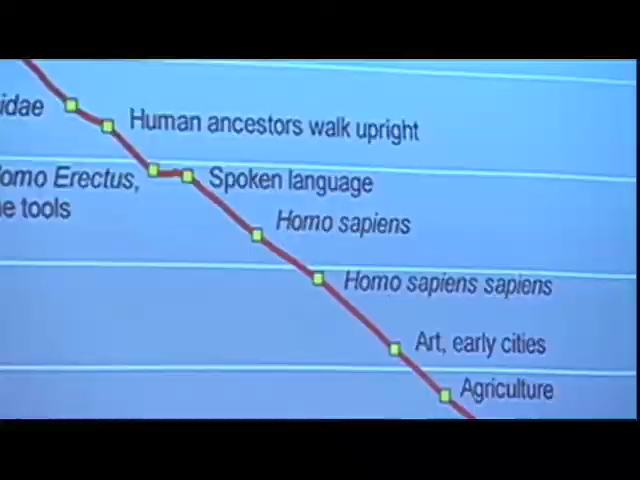 idae
Human ancestors walk upright
omo Erectus,
e tools
Spoken language
Homo sapiens
Homo sapiens sapiens
Art, early cities
Agriculture